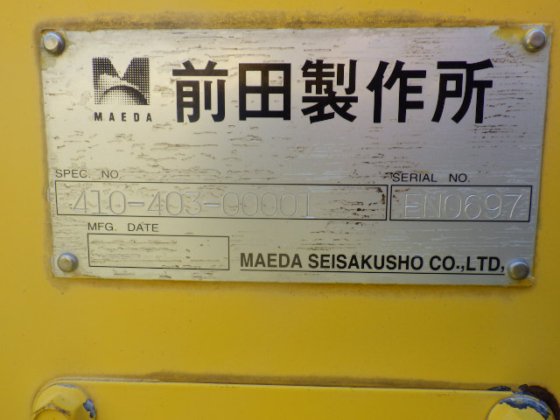 MAEDA
前田製作所
SPEC. NO.
SERIAL NO.
410-403-00001
EN0697
MFG. DATE
MAEDA SEISAKUSHO CO.,LTD,